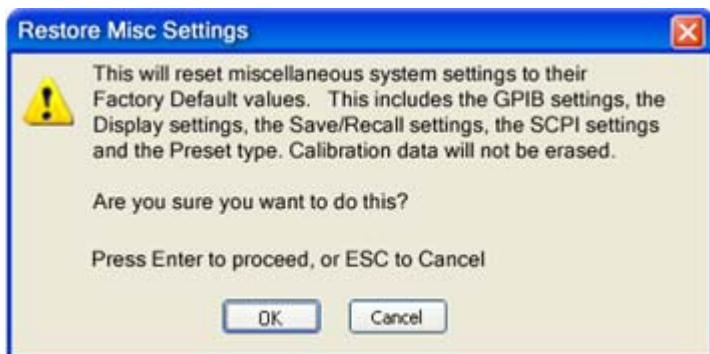 Restore Misc Settings
This will reset miscellaneous system settings to their
Factory Default values.   This includes the GPIB settings, the
Display settings, the Save/Recall settings, the SCPI settings
and the Preset type. Calibration data will not be erased.
Are you sure you want to do this?
Press Enter to proceed, or ESC to Cancel
OK
Cancel